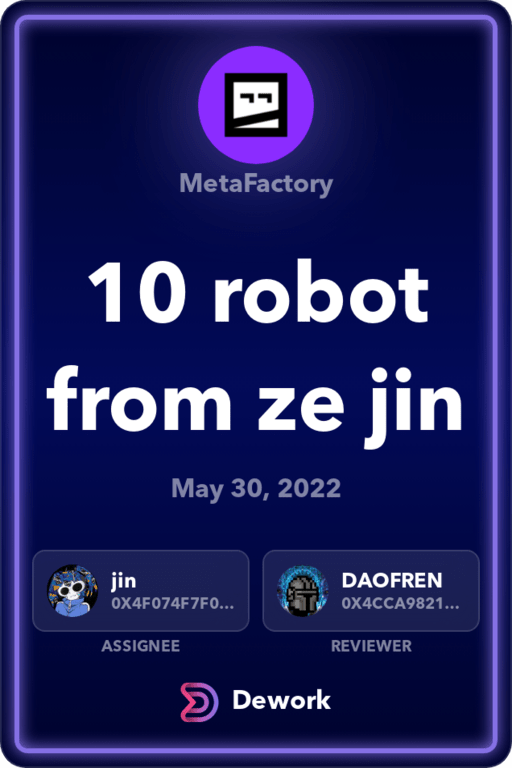 MetaFactory
10 robot
from ze jin
May 30, 2022
jin
0X4F074F7F0...
DAOFREN
0X4CCA9821...
ASSIGNEE
REVIEWER
Dework